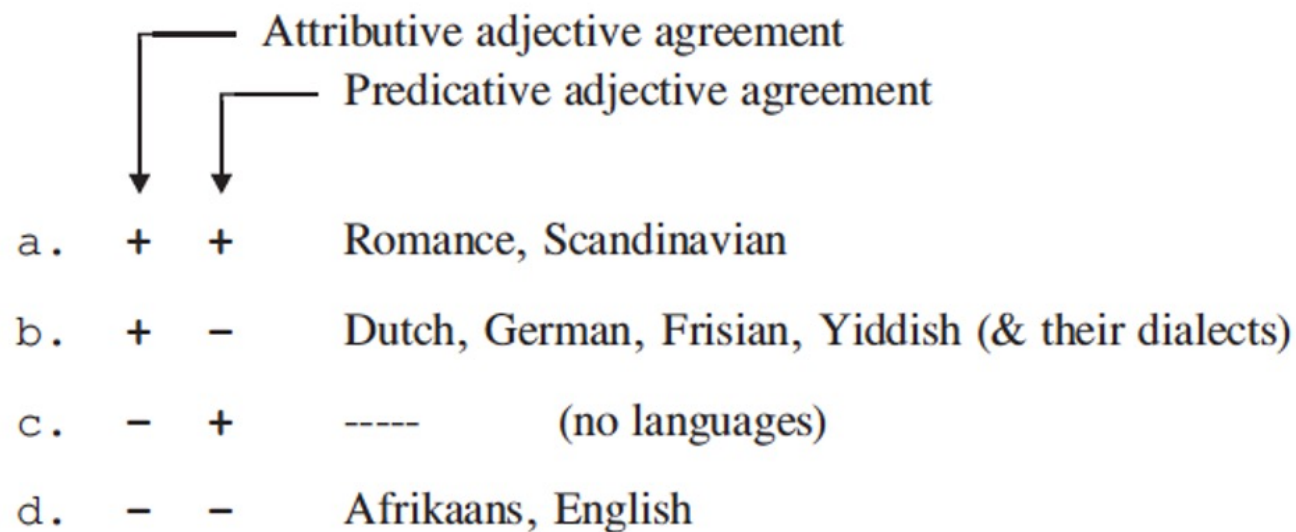 Attributive adjective agreement
Predicative adjective agreement
a. + + Romance, Scandinavian
b. + − Dutch, German, Frisian, Yiddish (& their dialects)
c. − + ----- (no languages)
d. − − Afrikaans, English